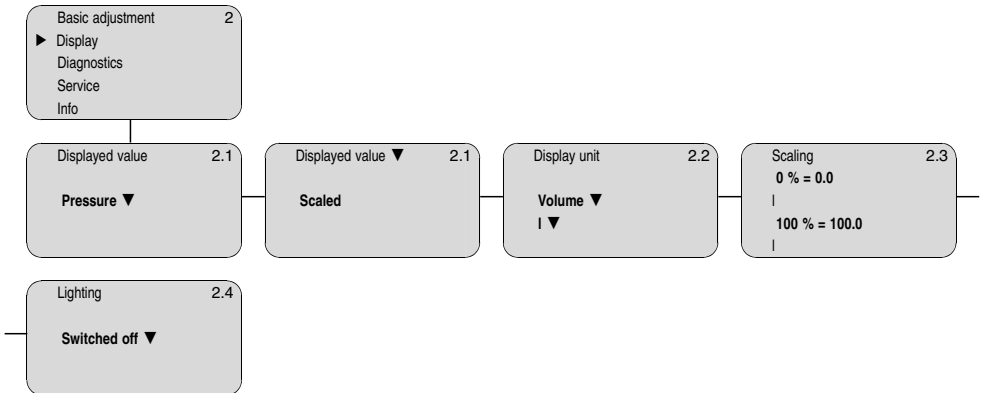 Basic adjustment 2
▶ Display
Diagnostics
Service
Info
Displayed value 2.1
Pressure ▼
Displayed value ▼ 2.1
Scaled
Display unit 2.2
Volume ▼
l ▼
Scaling 2.3
0 % = 0.0
l
100 % = 100.0
l
Lighting 2.4
Switched off ▼